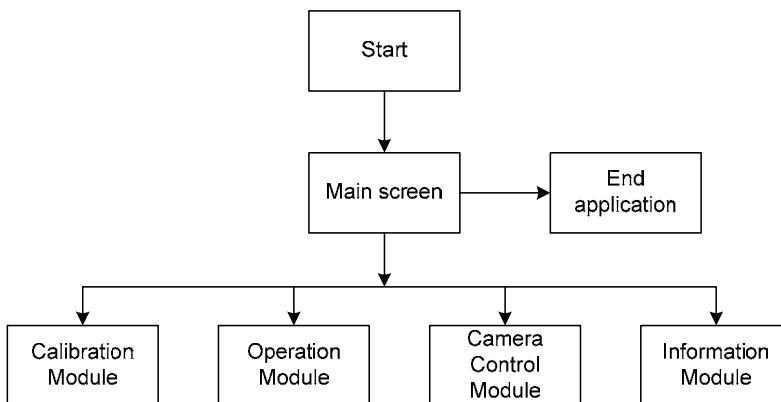 Start
Main screen
End
application
Calibration
Module
Operation
Module
Camera
Control
Module
Information
Module